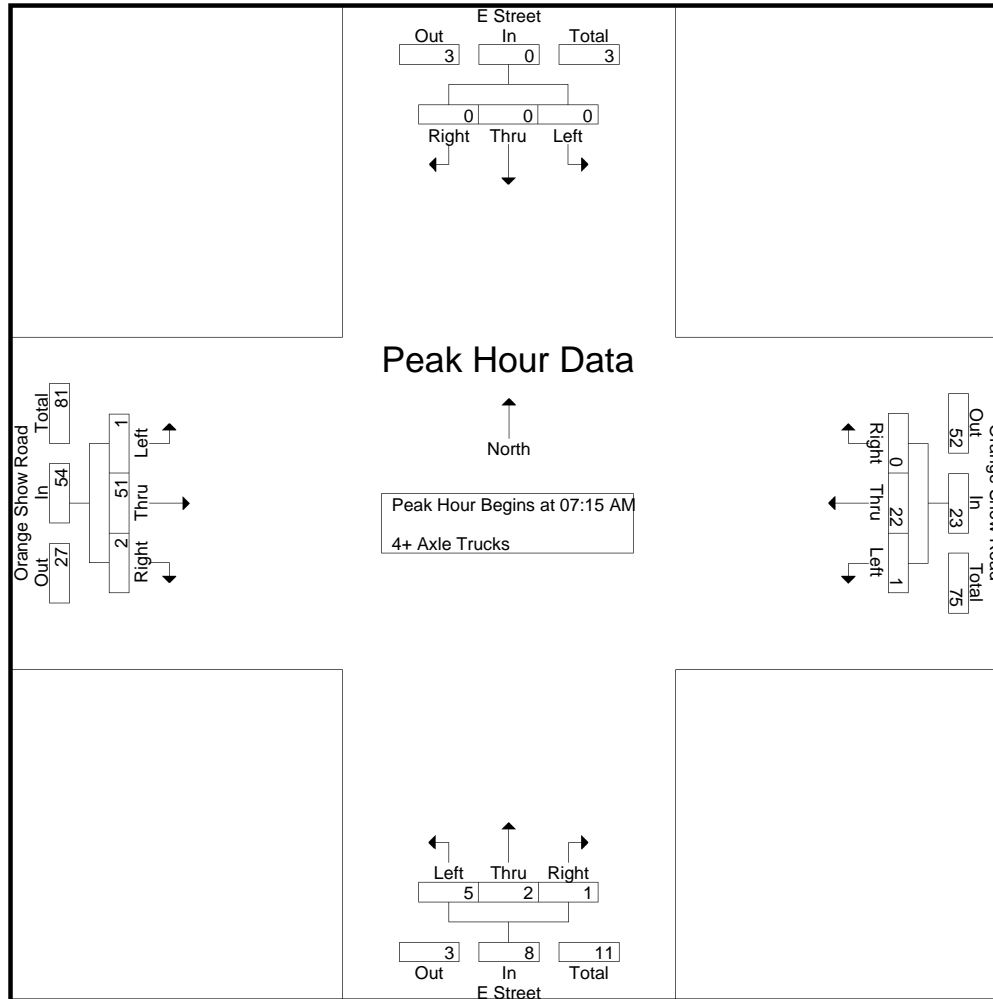 E Street
Out In Total
3 0 3
0 0 0
Right Thru Left
Peak Hour Data
North
Peak Hour Begins at 07:15 AM
4+ Axle Trucks
Orange Show Road
Total In Out
81 54 27
1 51 2
Left Thru Right
Out In Total
52 23 75
0 22 1
Right Thru Left
Orange Show Road
Left Thru Right
5 2 1
3 8 11
Out In Total
E Street